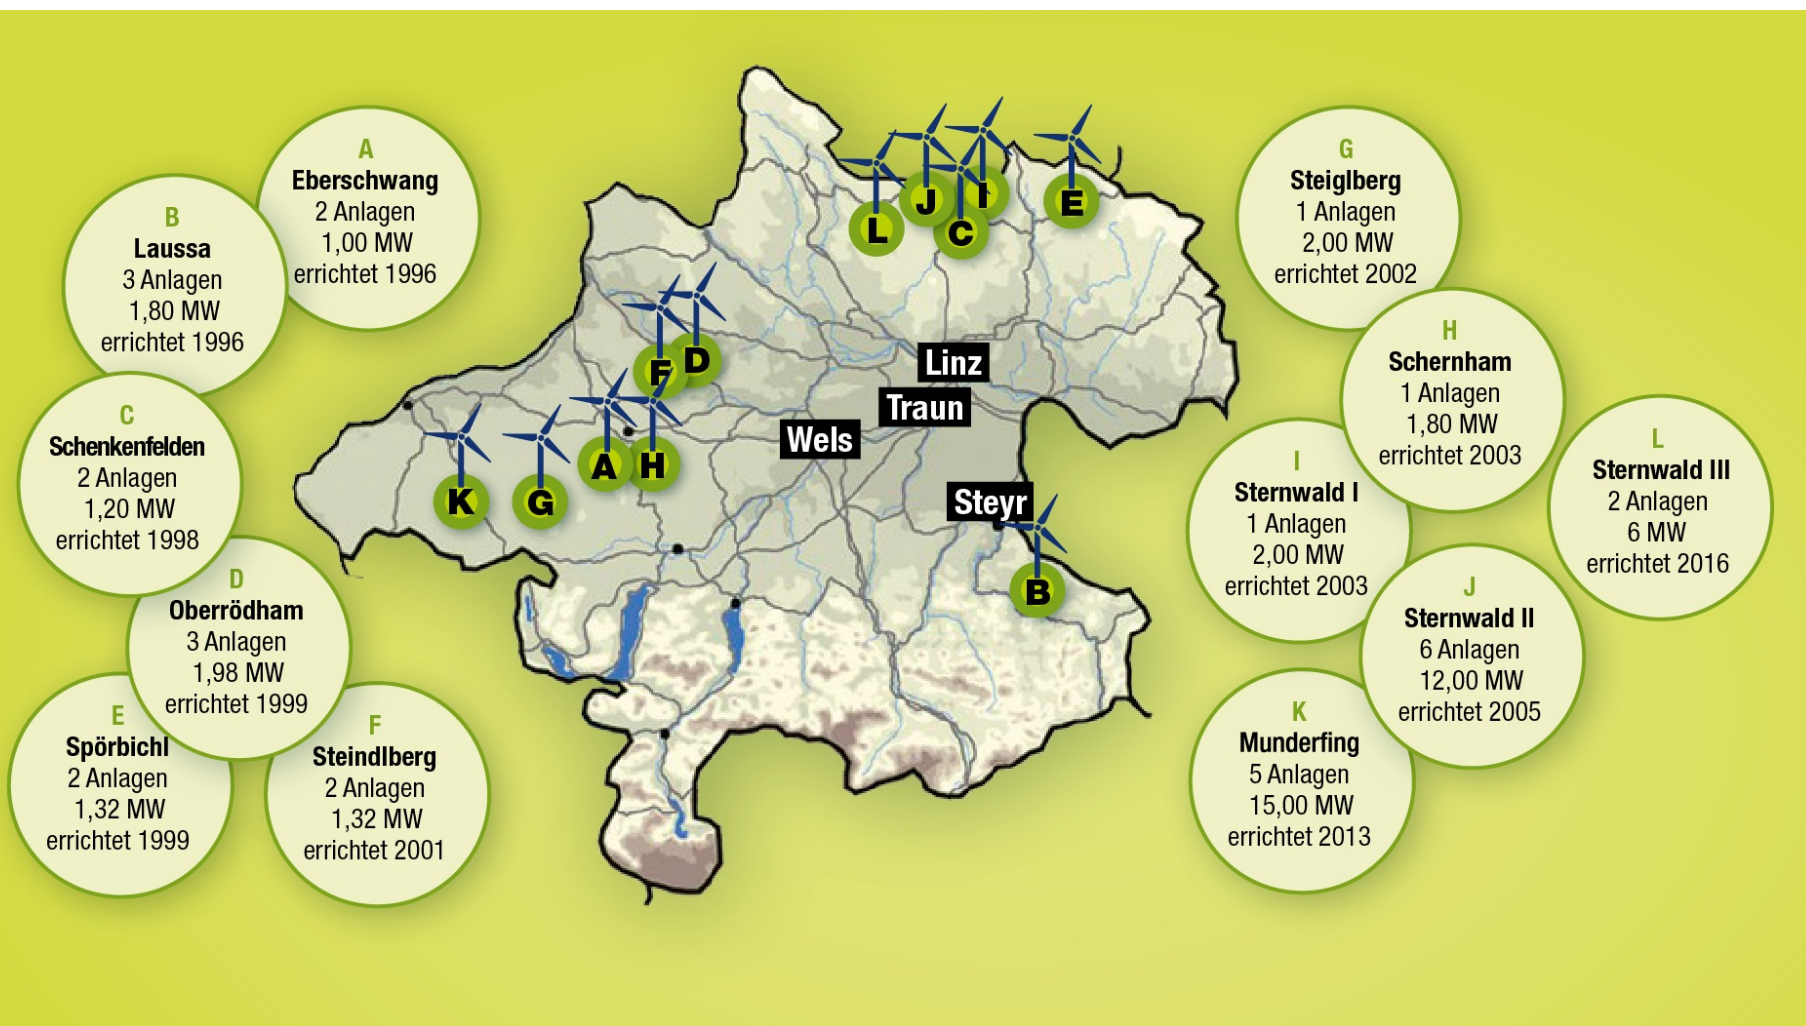 A
Eberschwang
2 Anlagen
1,00 MW
errichtet 1996
B
Laussa
3 Anlagen
1,80 MW
errichtet 1996
C
Schenkenfelden
2 Anlagen
1,20 MW
errichtet 1998
D
Oberrödham
3 Anlagen
1,98 MW
errichtet 1999
E
Spörbichl
2 Anlagen
1,32 MW
errichtet 1999
F
Steindlberg
2 Anlagen
1,32 MW
errichtet 2001
L
J
C
I
E
F
D
Linz
Traun
Wels
A
H
K
G
Steyr
B
G
Steiglberg
1 Anlagen
2,00 MW
errichtet 2002
H
Schernham
1 Anlagen
1,80 MW
errichtet 2003
I
Sternwald I
1 Anlagen
2,00 MW
errichtet 2003
J
Sternwald II
6 Anlagen
12,00 MW
errichtet 2005
K
Munderfing
5 Anlagen
15,00 MW
errichtet 2013
L
Sternwald III
2 Anlagen
6 MW
errichtet 2016